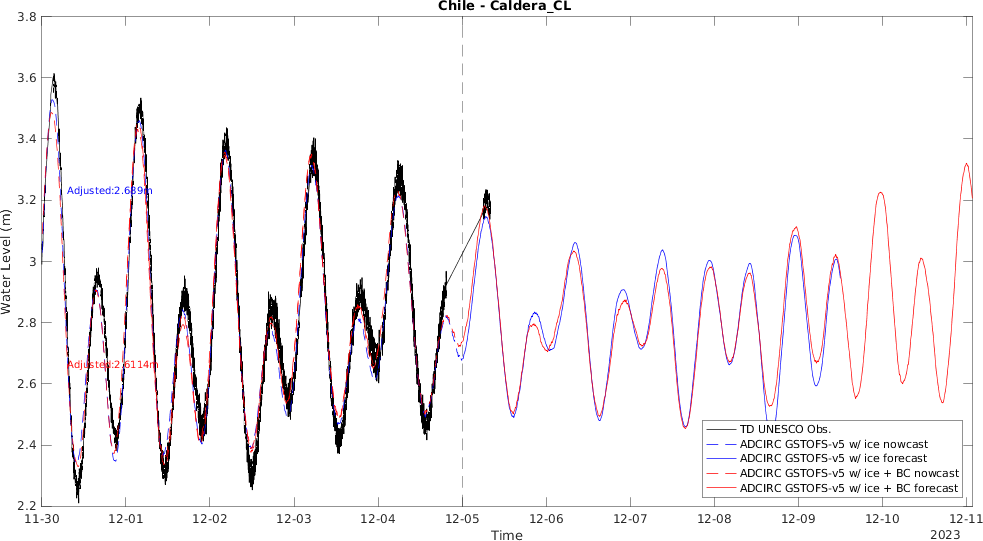 Chile - Caldera_CL
3.8
3.6
3.4
3.2
3
2.8
2.6
2.4
2.2
Water Level (m)
Adjusted:2.689m
Adjusted:2.6114m
TD UNESCO Obs.
ADCIRC GSTOFS-v5 w/ ice nowcast
ADCIRC GSTOFS-v5 w/ ice forecast
ADCIRC GSTOFS-v5 w/ ice + BC nowcast
ADCIRC GSTOFS-v5 w/ ice + BC forecast
11-30 12-01 12-02 12-03 12-04 12-05 12-06 12-07 12-08 12-09 12-10 12-11
Time
2023